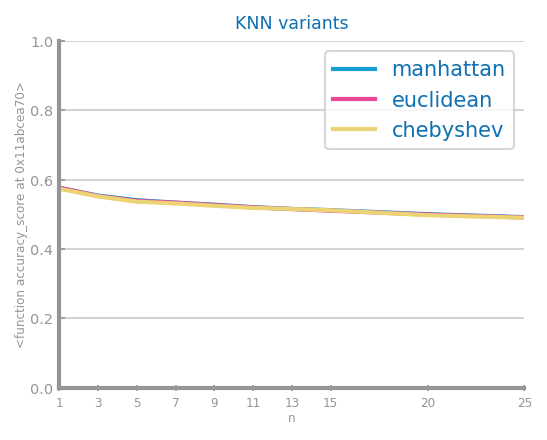 KNN variants
manhattan
euclidean
chebyshev
<function accuracy_score at 0x11abcea70>
1.0
0.8
0.6
0.4
0.2
0.0
1 3 5 7 9 11 13 15 20 25
n